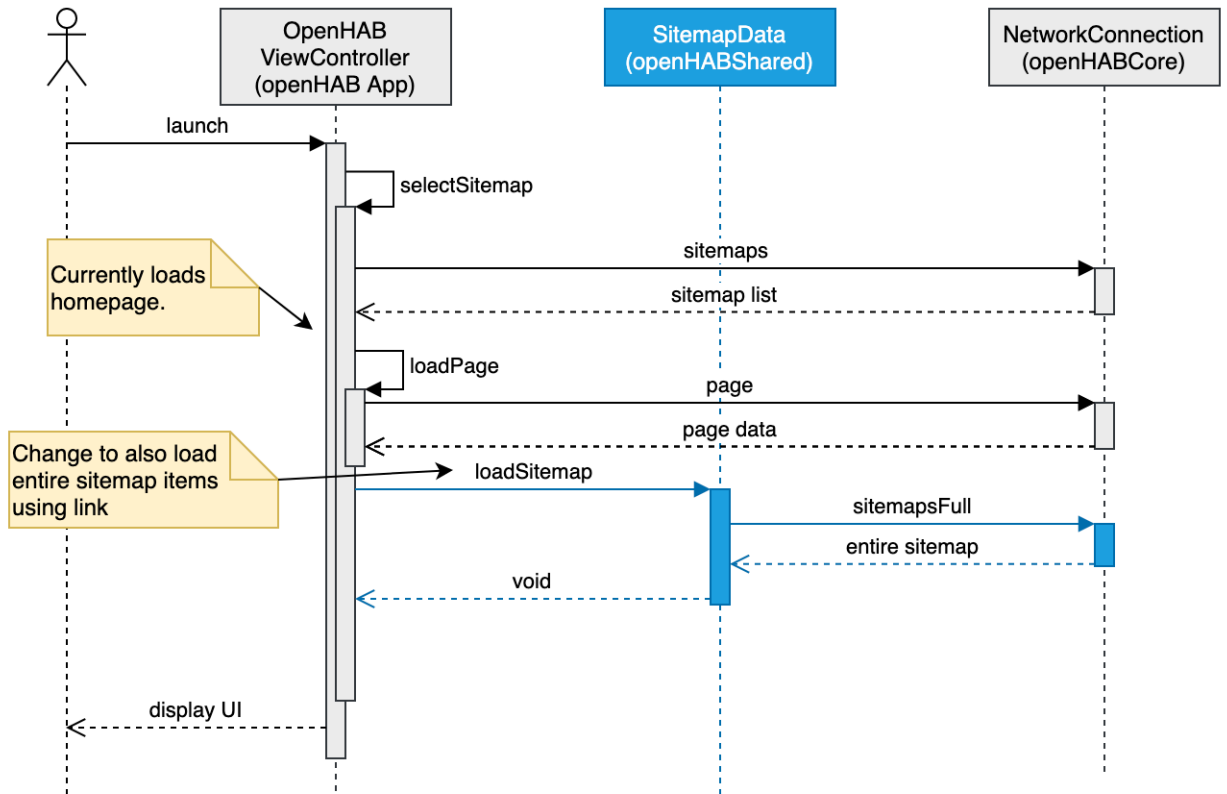 OpenHAB
ViewController
(openHAB App)
SitemapData
(openHABShared)
NetworkConnection
(openHABCore)
launch
selectSitemap
sitemaps
Currently loads
homepage.
sitemap list
loadPage
page
page data
Change to also load
entire sitemap items
using link
loadSitemap
sitemapsFull
entire sitemap
void
display UI